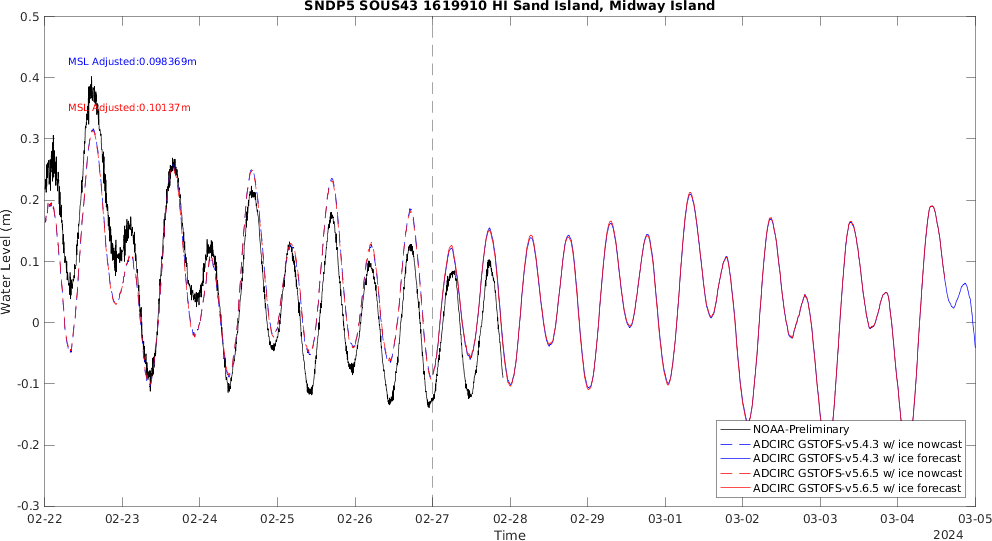 SNDP5 SOUS43 1619910 HI Sand Island, Midway Island
0.5
MSL Adjusted:0.098369m
0.4
MSL Adjusted:0.10137m
0.3
0.2
0.1
0
-0.1
-0.2
-0.3
Water Level (m)
NOAA-Preliminary
ADCIRC GSTOFS-v5.4.3 w/ ice nowcast
ADCIRC GSTOFS-v5.4.3 w/ ice forecast
ADCIRC GSTOFS-v5.6.5 w/ ice nowcast
ADCIRC GSTOFS-v5.6.5 w/ ice forecast
02-22 02-23 02-24 02-25 02-26 02-27 02-28 02-29 03-01 03-02 03-03 03-04 03-05
Time
2024